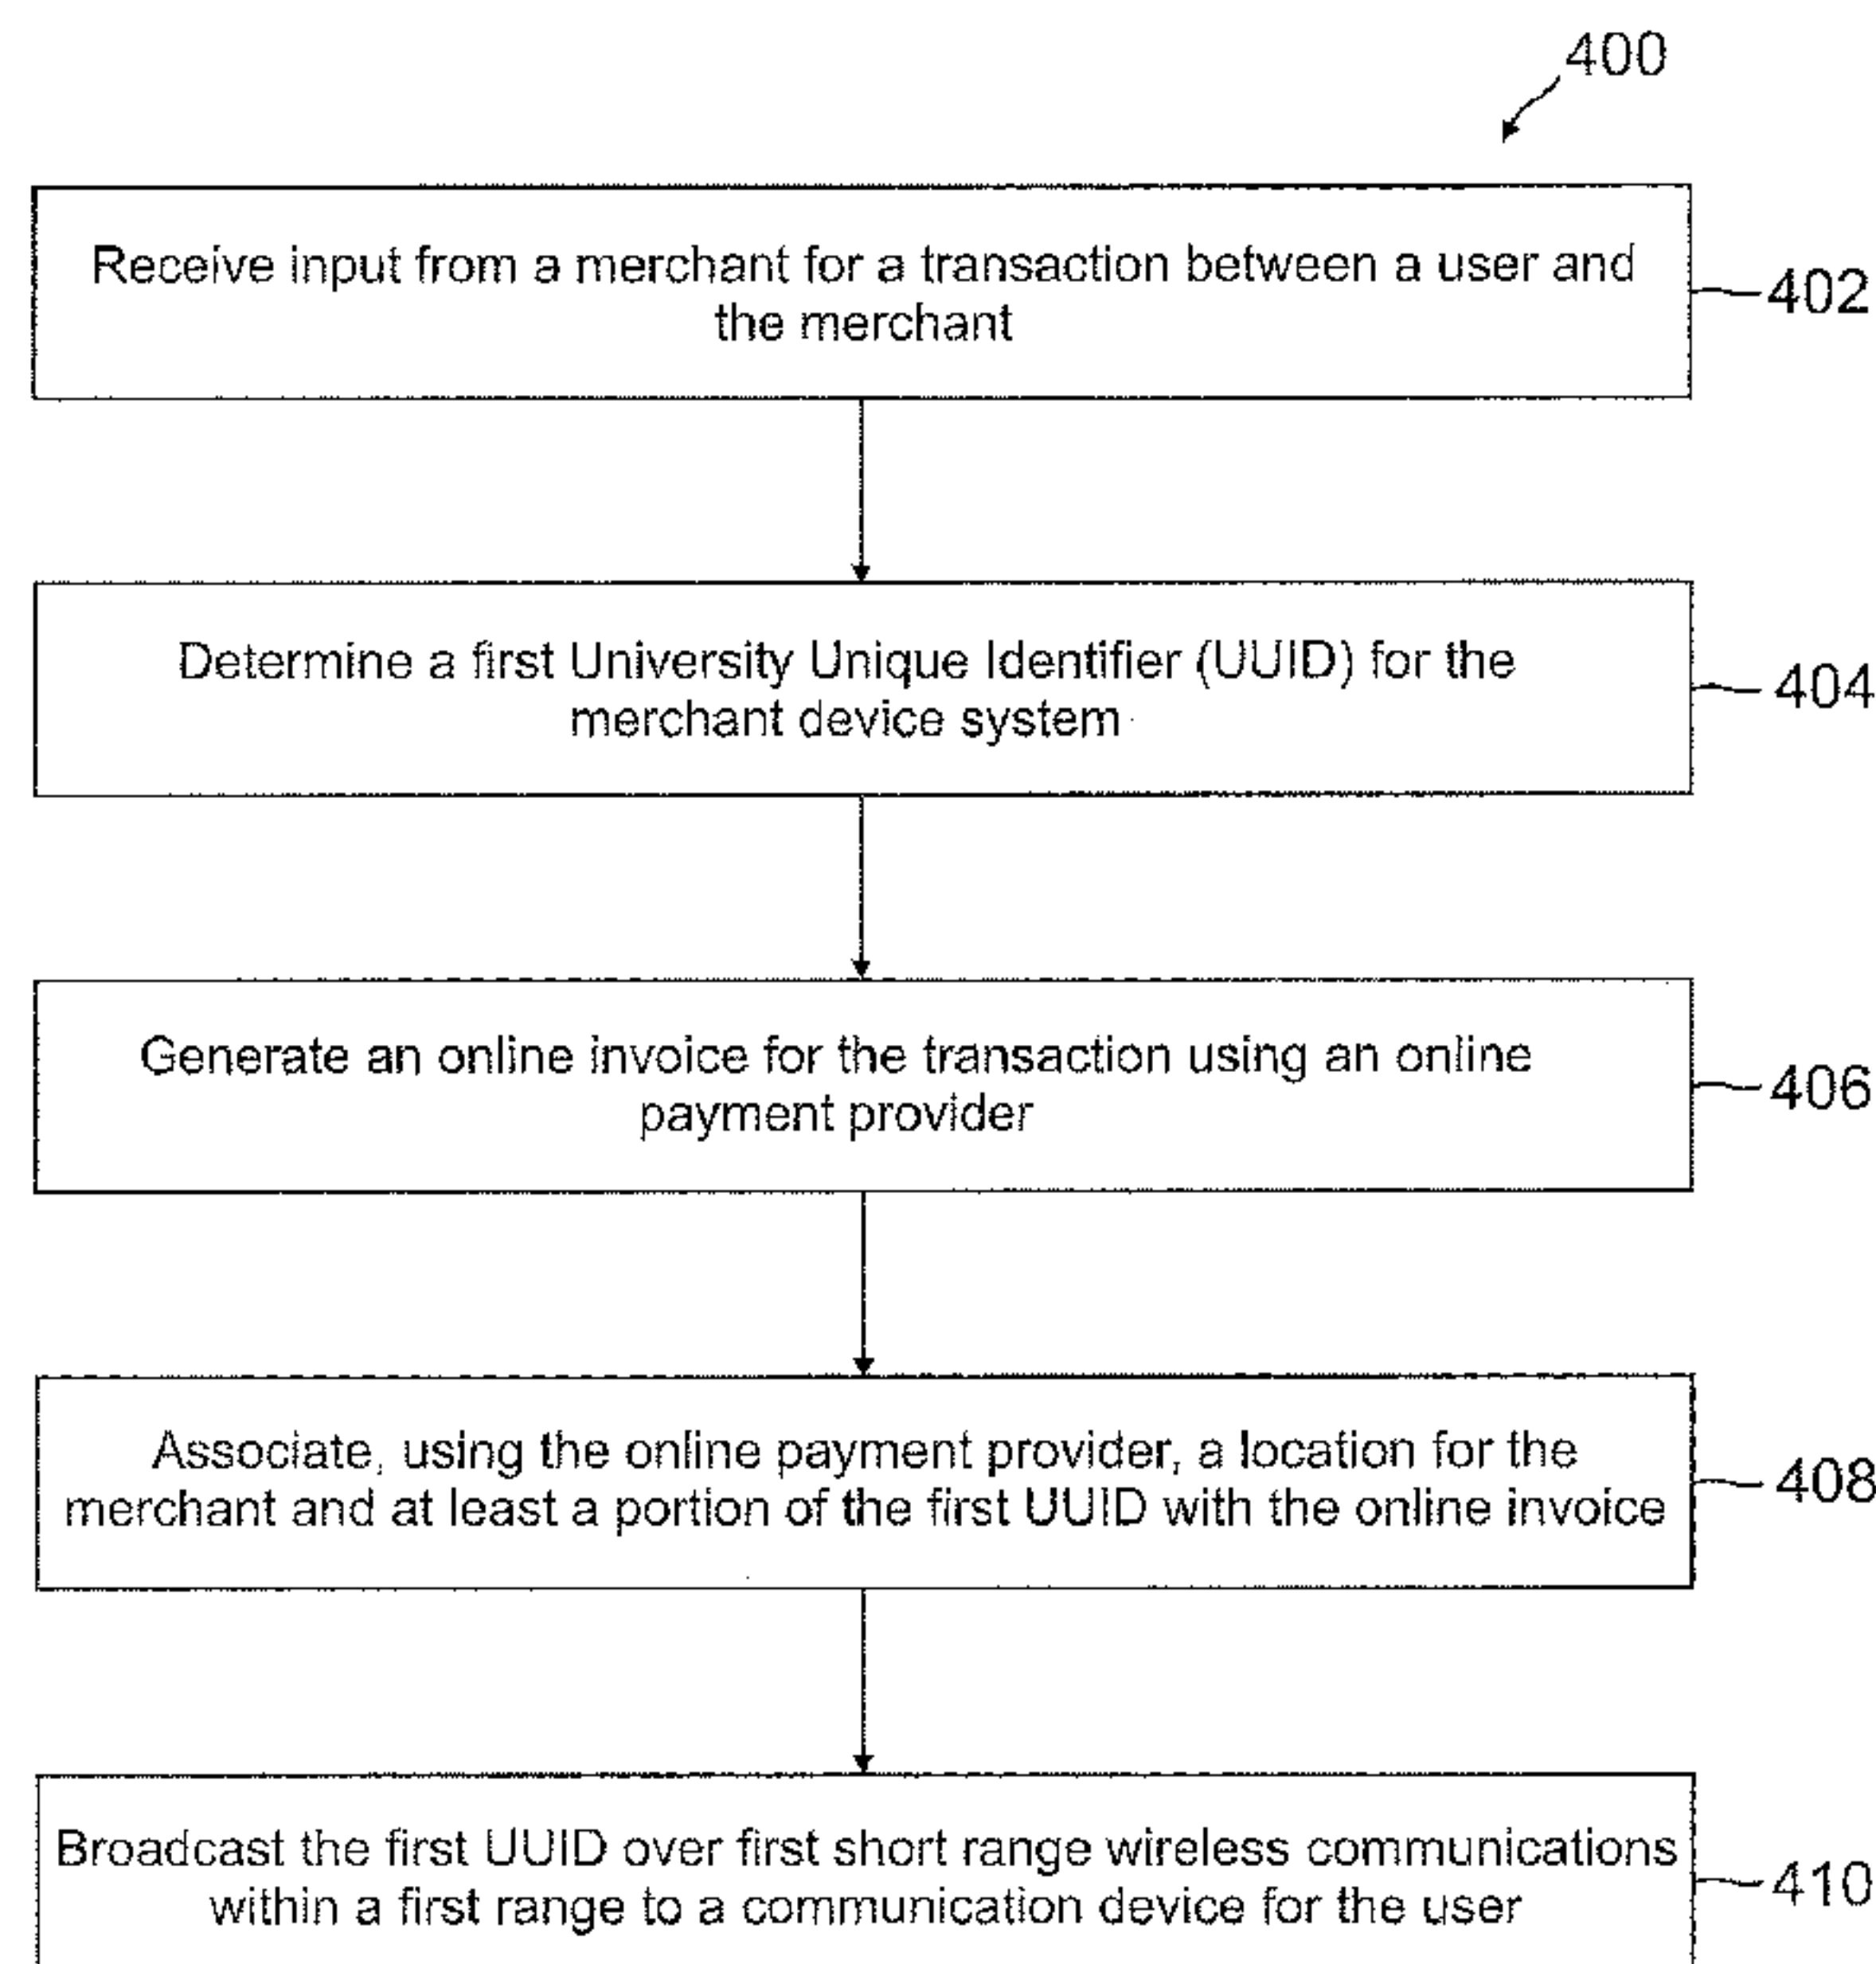 400
Receive input from a merchant for a transaction between a user and
the merchant
402
Determine a first University Unique Identifier (UUID) for the
merchant device system
404
Generate an online invoice for the transaction using an online
payment provider
406
Associate, using the online payment provider, a location for the
merchant and at least a portion of the first UUID with the online invoice
408
Broadcast the first UUID over first short range wireless communications
within a first range to a communication device for the user
410